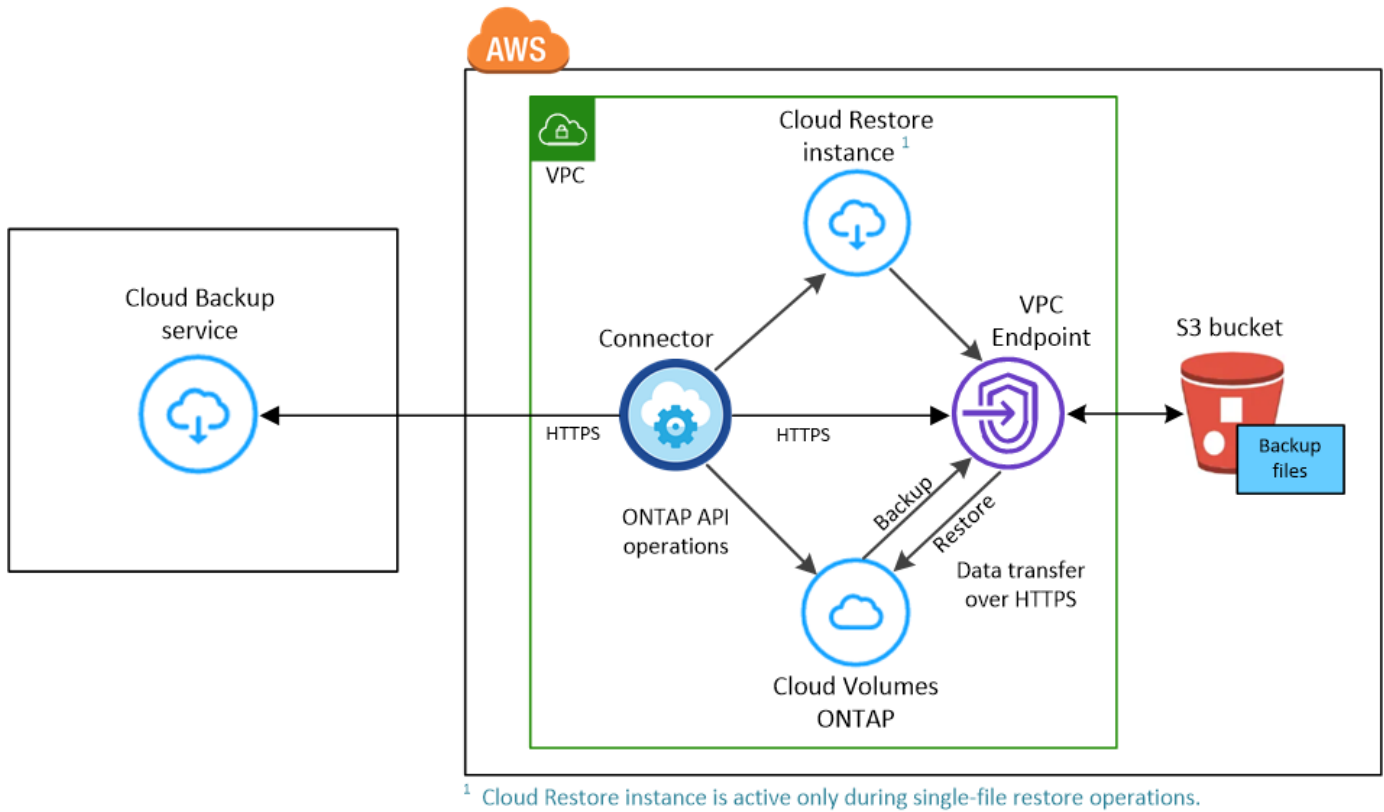 AWS
VPC
Cloud Restore
instance 1
Cloud Backup
service
Connector
VPC
Endpoint
S3 bucket
HTTPS
HTTPS
Backup
files
ONTAP API
operations
Backup
Restore
Data transfer
over HTTPS
Cloud Volumes
ONTAP
1 Cloud Restore instance is active only during single-file restore operations.